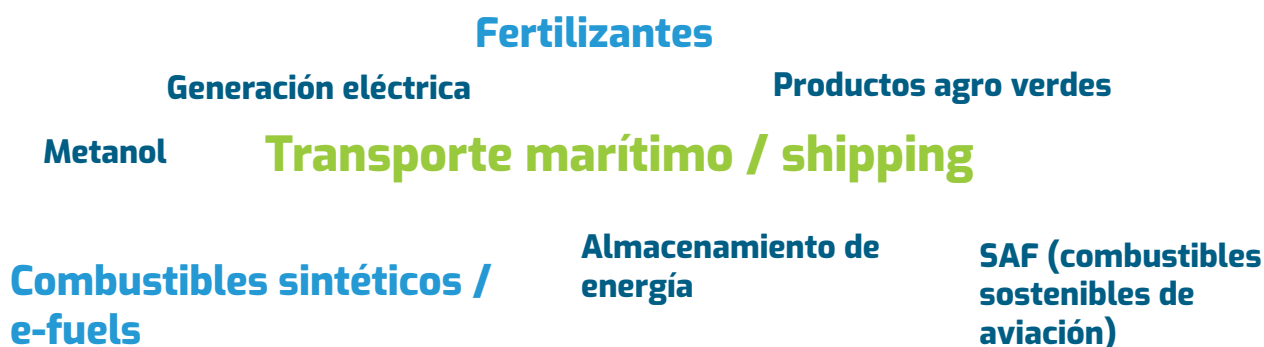 Fertilizantes
Generación eléctrica
Productos agro verdes
Metanol
Transporte marítimo / shipping
Combustibles sintéticos /
e-fuels
Almacenamiento de
energía
SAF (combustibles
sostenibles de
aviación)